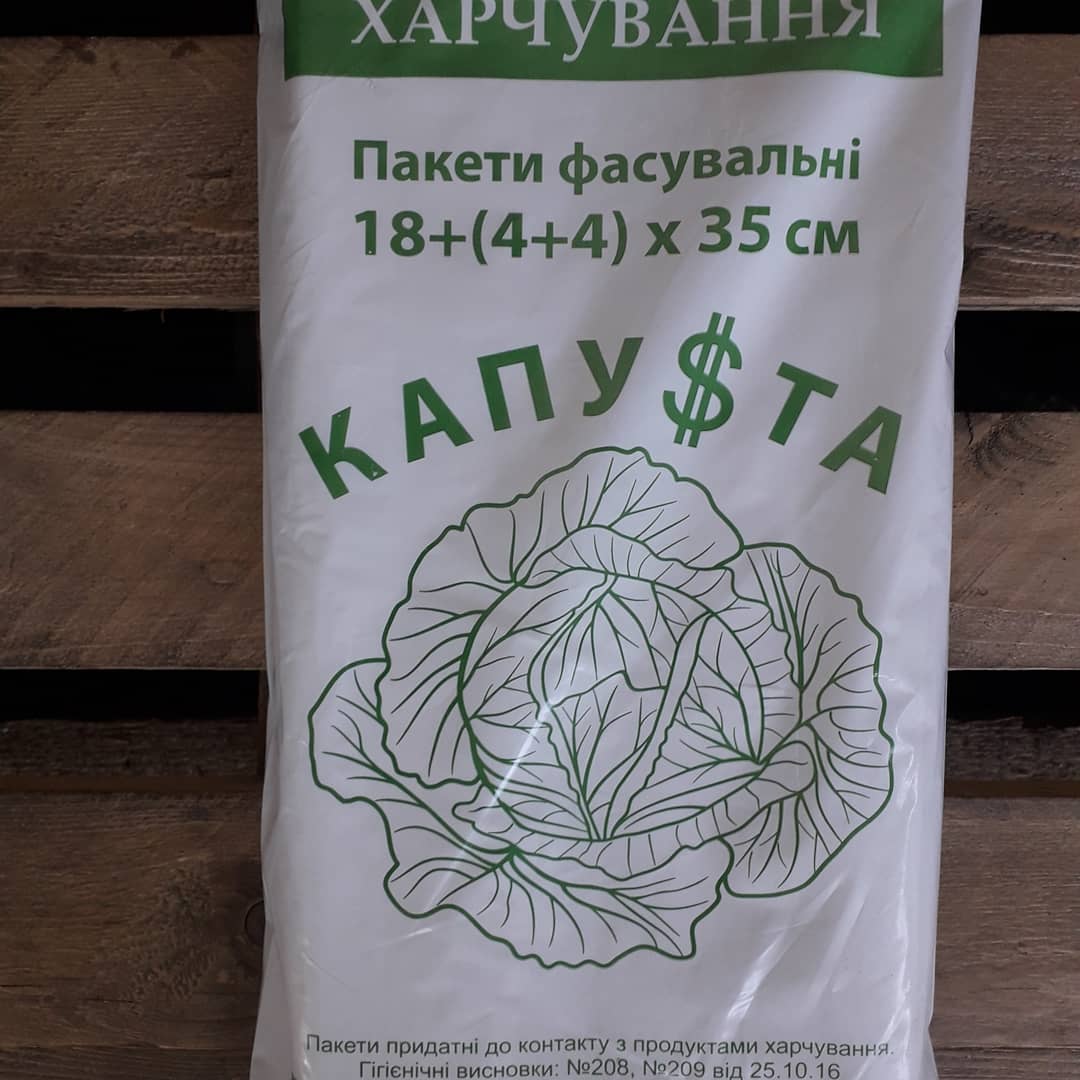 ХАРЧУВАННЯ
Пакети фасувальні
18+(4+4) х 35 см
КАПУ$ТА
Пакети придатні до контакту з продуктами харчування.
Гігієнічні висновки: №208, №209 від 25.10.16